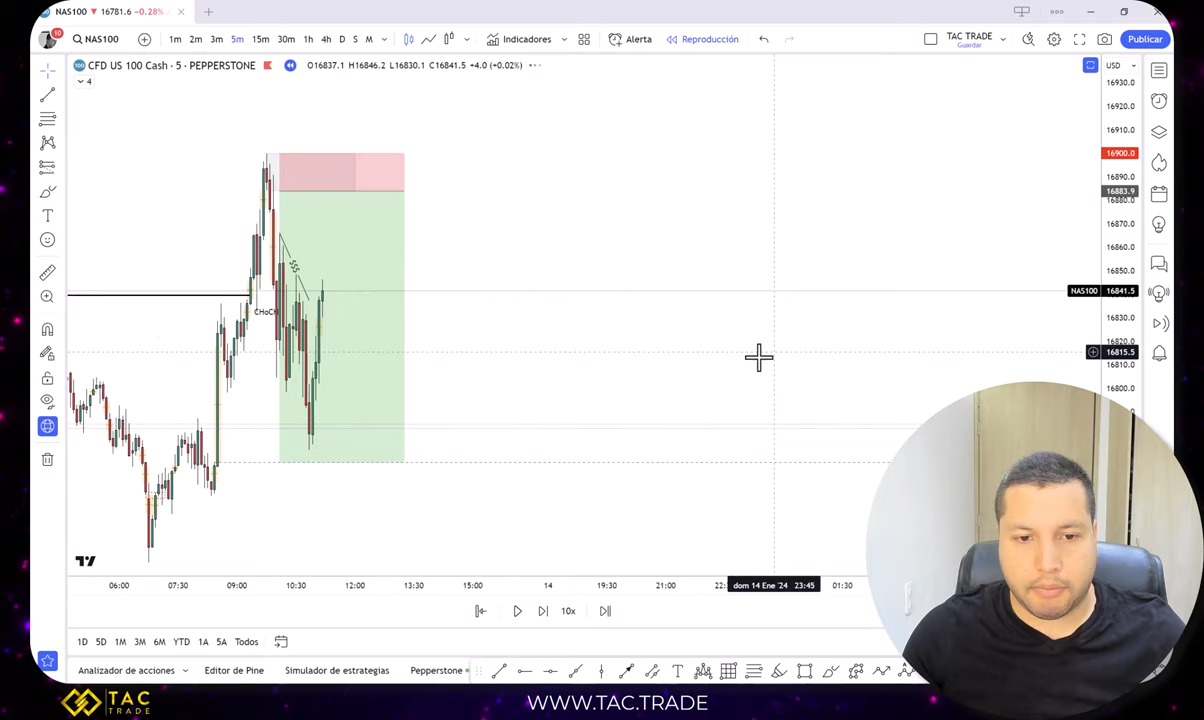 NAS100 ▼ 16781.6 −0.28%
10
NAS100
1m 2m 3m 5m 15m 30m 1h 4h D S M
Indicadores
Alerta
Reproducción
TAC TRADE
Guardar
Publicar
100 CFD US 100 Cash · 5 · PEPPERSTONE
O16837.1 H16846.2 L16830.1 C16841.5 +4.0 (+0.02%)
4
USD
16930.0
16920.0
16910.0
16900.0
16890.0
16883.9
16880.0
16870.0
16860.0
16850.0
NAS100 16841.5
16830.0
16820.0
16815.5
16810.0
16800.0
CHoCH
06:00 07:30 09:00 10:30 12:00 13:30 15:00 14 19:30 21:00 dom 14 Ene '24 23:45 01:30
10x
1D 5D 1M 3M 6M YTD 1A 5A Todos
Analizador de acciones
Editor de Pine
Simulador de estrategias
Pepperstone
TAC
TRADE
WWW.TAC.TRADE